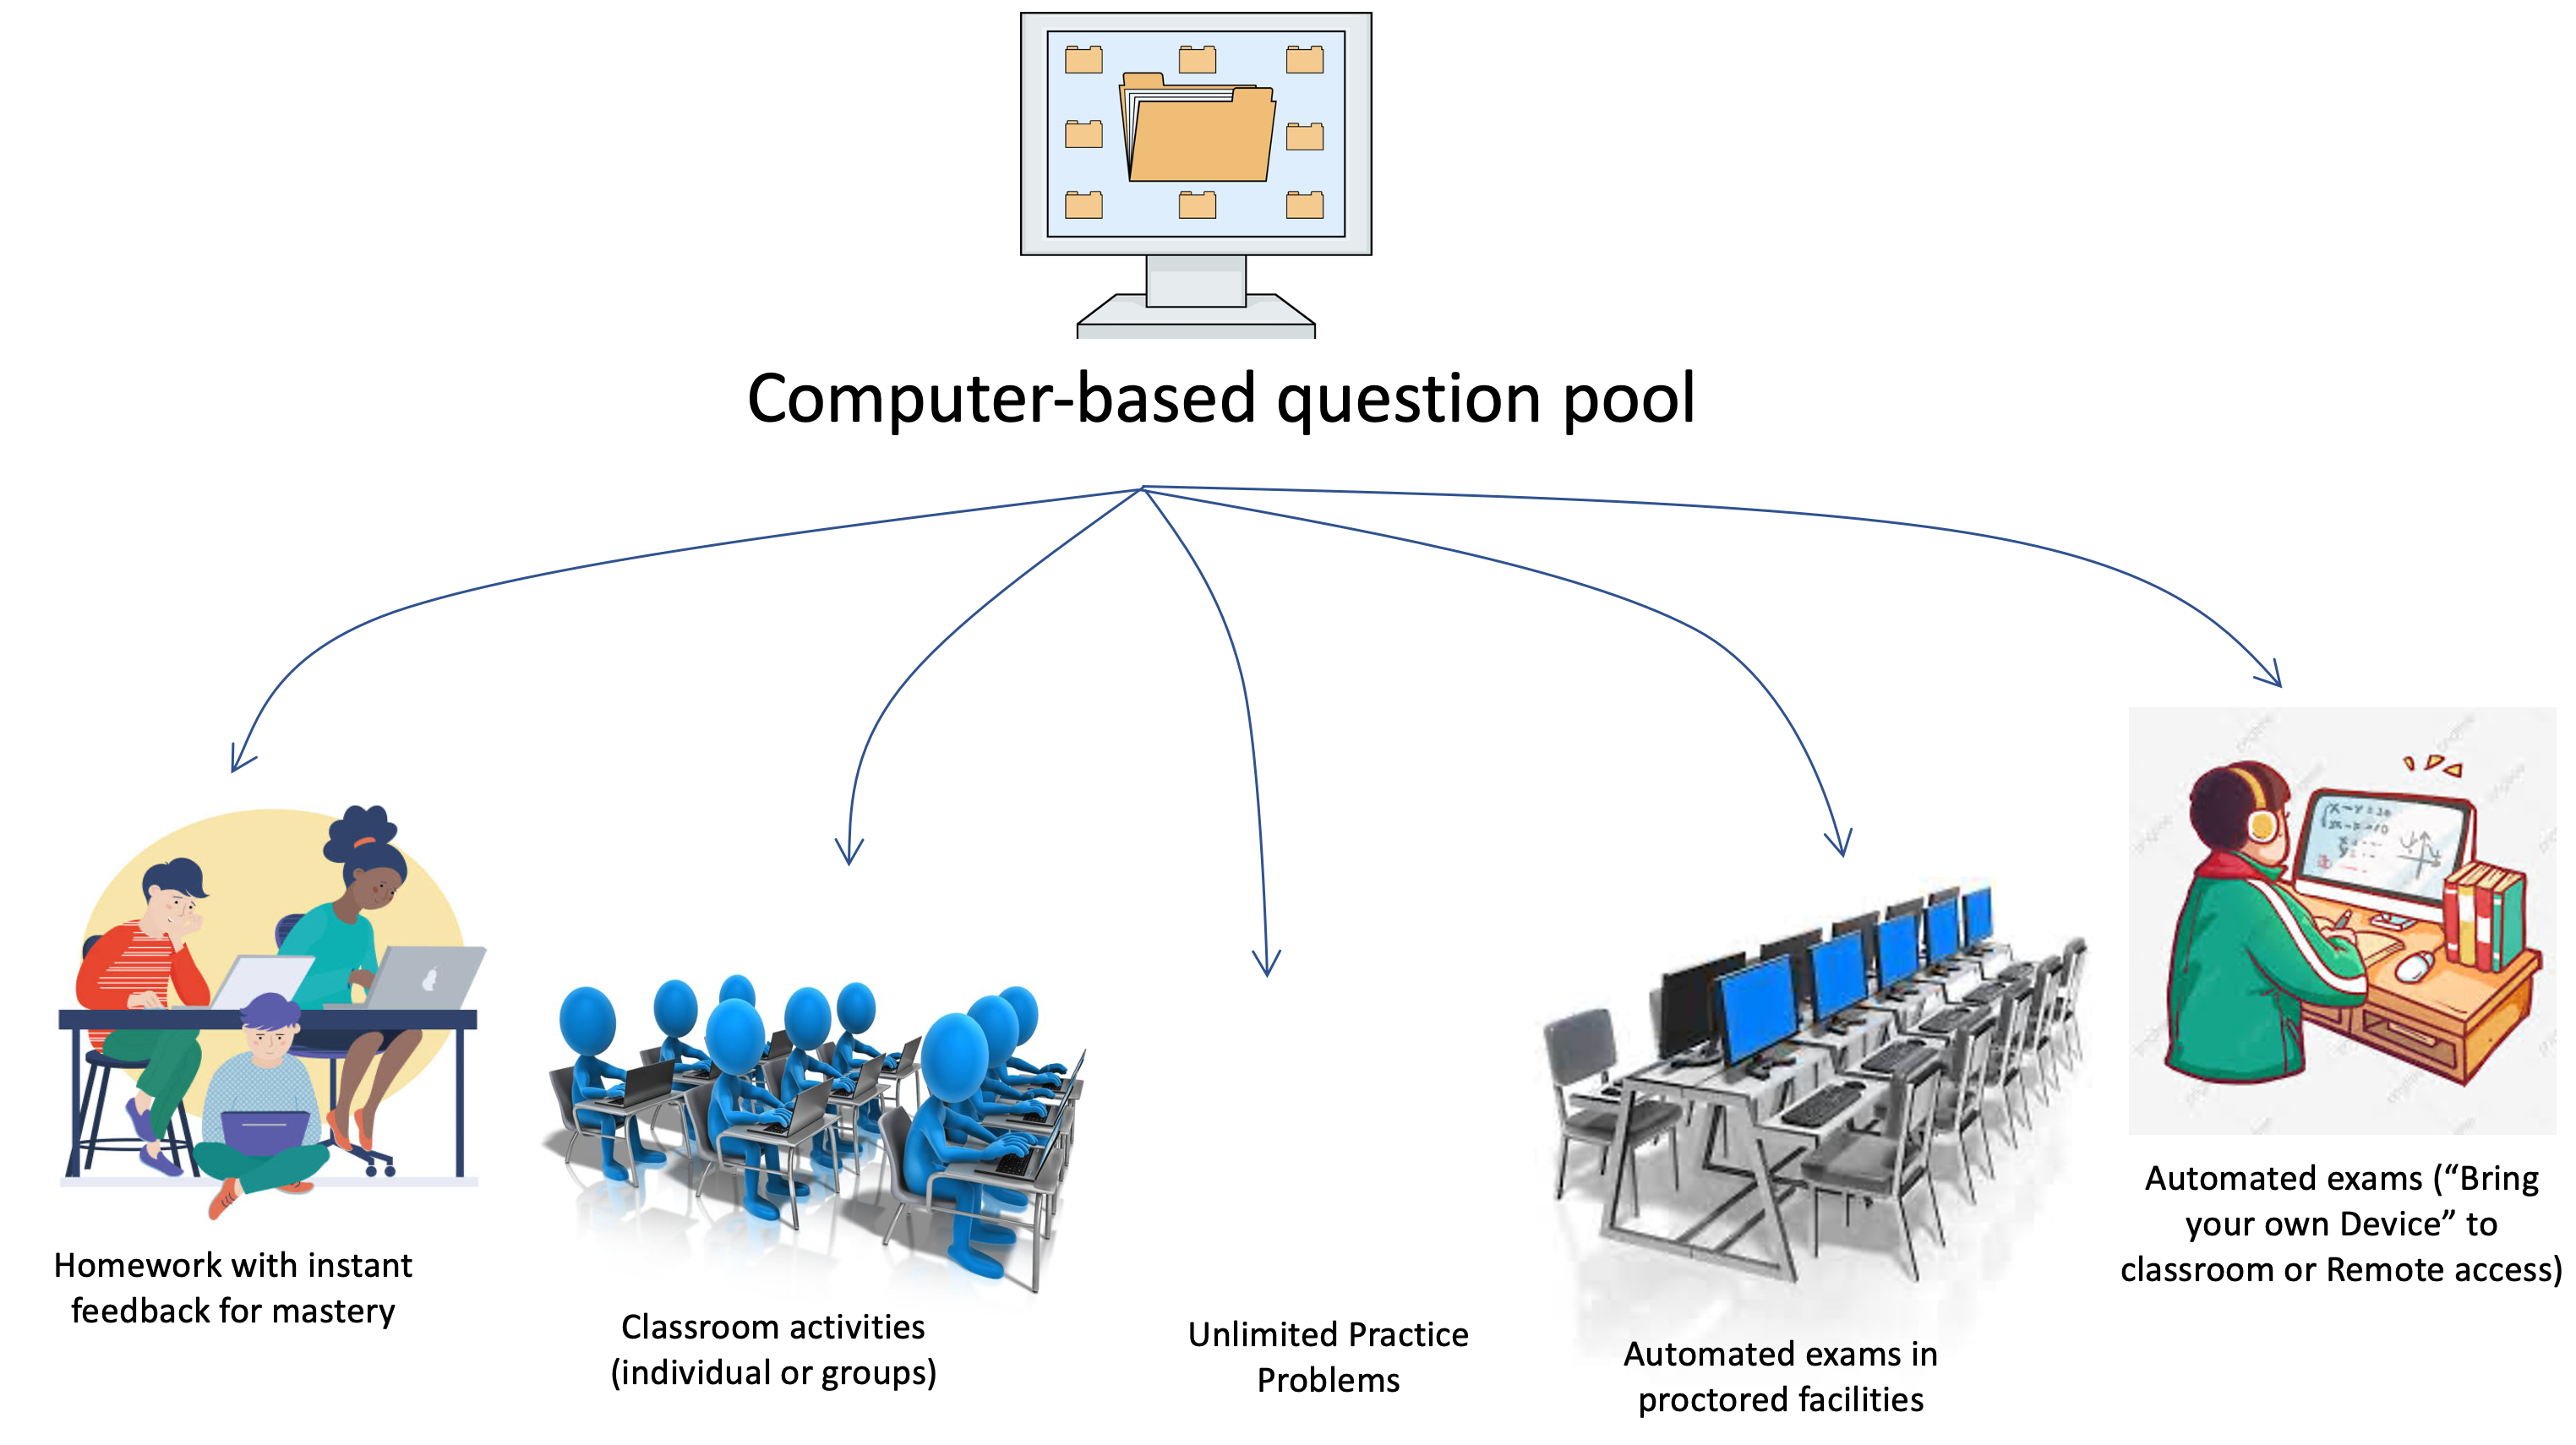 Computer-based question pool
Homework with instant
feedback for mastery
Classroom activities
(individual or groups)
Unlimited Practice
Problems
Automated exams in
proctored facilities
Automated exams (“Bring
your own Device” to
classroom or Remote access)